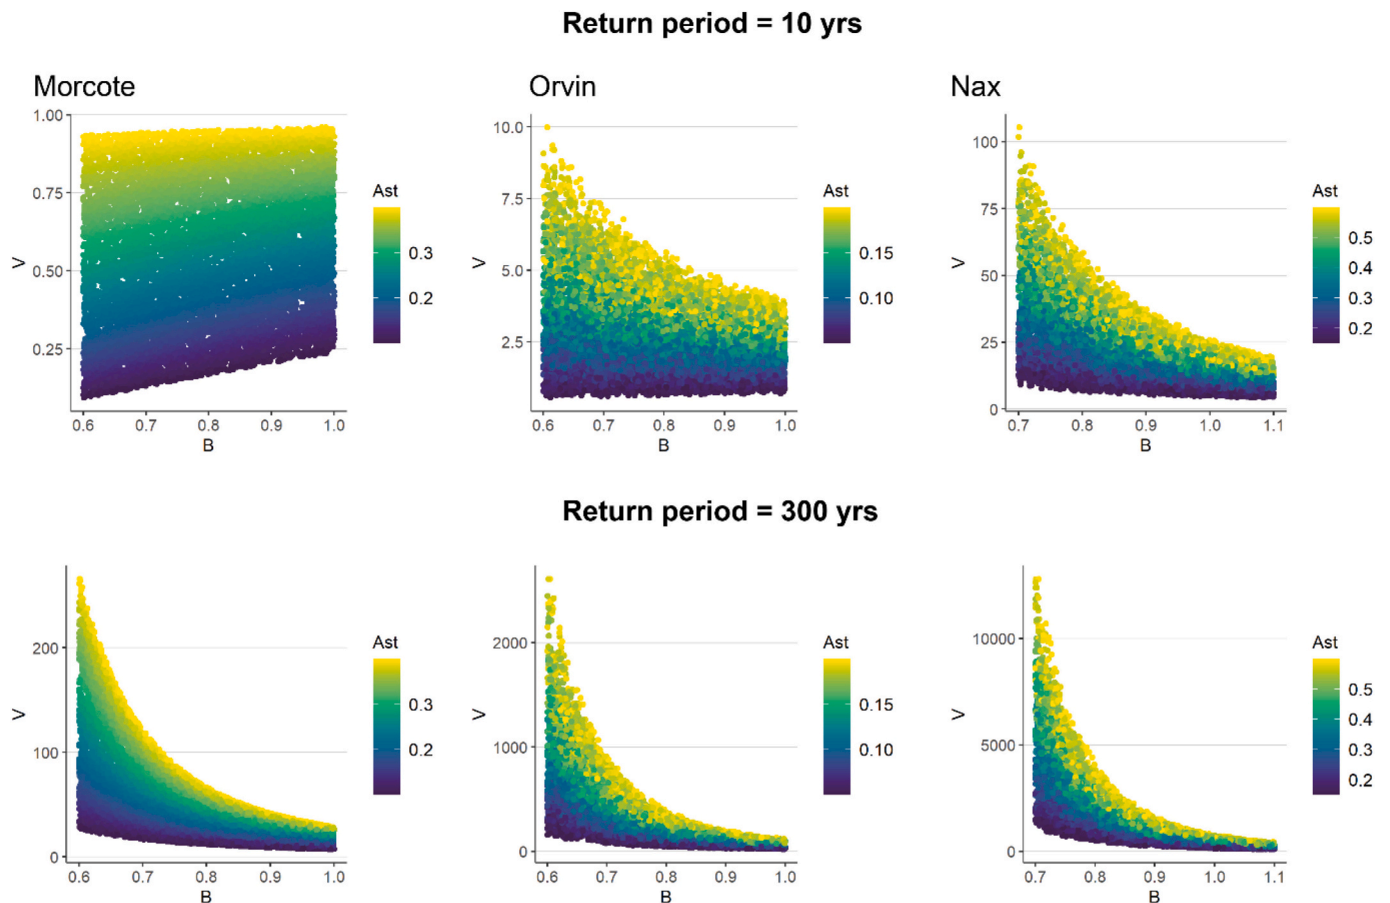 Return period = 10 yrs
Morcote
Orvin
Nax
V
1.00
0.75
0.50
0.25
0.6
0.7
0.8
0.9
1.0
B
Ast
0.3
0.2
V
10.0
7.5
5.0
2.5
0.6
0.7
0.8
0.9
1.0
B
Ast
0.15
0.10
V
100
75
50
25
0
0.7
0.8
0.9
1.0
1.1
B
Ast
0.5
0.4
0.3
0.2
Return period = 300 yrs
V
200
100
0
0.6
0.7
0.8
0.9
1.0
B
Ast
0.3
0.2
V
2000
1000
0
0.6
0.7
0.8
0.9
1.0
B
Ast
0.15
0.10
V
10000
5000
0
0.7
0.8
0.9
1.0
1.1
B
Ast
0.5
0.4
0.3
0.2